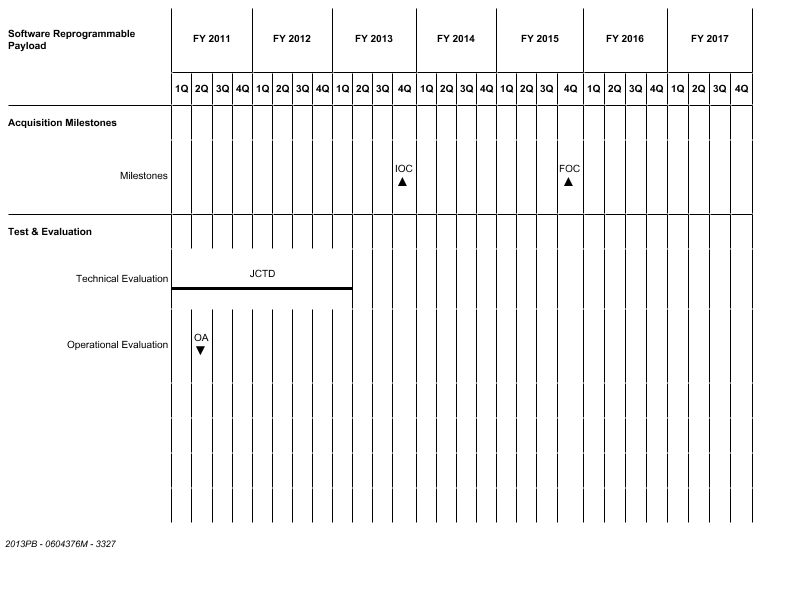 Software Reprogrammable
Payload
FY 2011 FY 2012 FY 2013 FY 2014 FY 2015 FY 2016 FY 2017
1Q 2Q 3Q 4Q 1Q 2Q 3Q 4Q 1Q 2Q 3Q 4Q 1Q 2Q 3Q 4Q 1Q 2Q 3Q 4Q 1Q 2Q 3Q 4Q 1Q 2Q 3Q 4Q
Acquisition Milestones
IOC FOC
Milestones
Test & Evaluation
JCTD
Technical Evaluation
OA
Operational Evaluation
2013PB - 0604376M - 3327